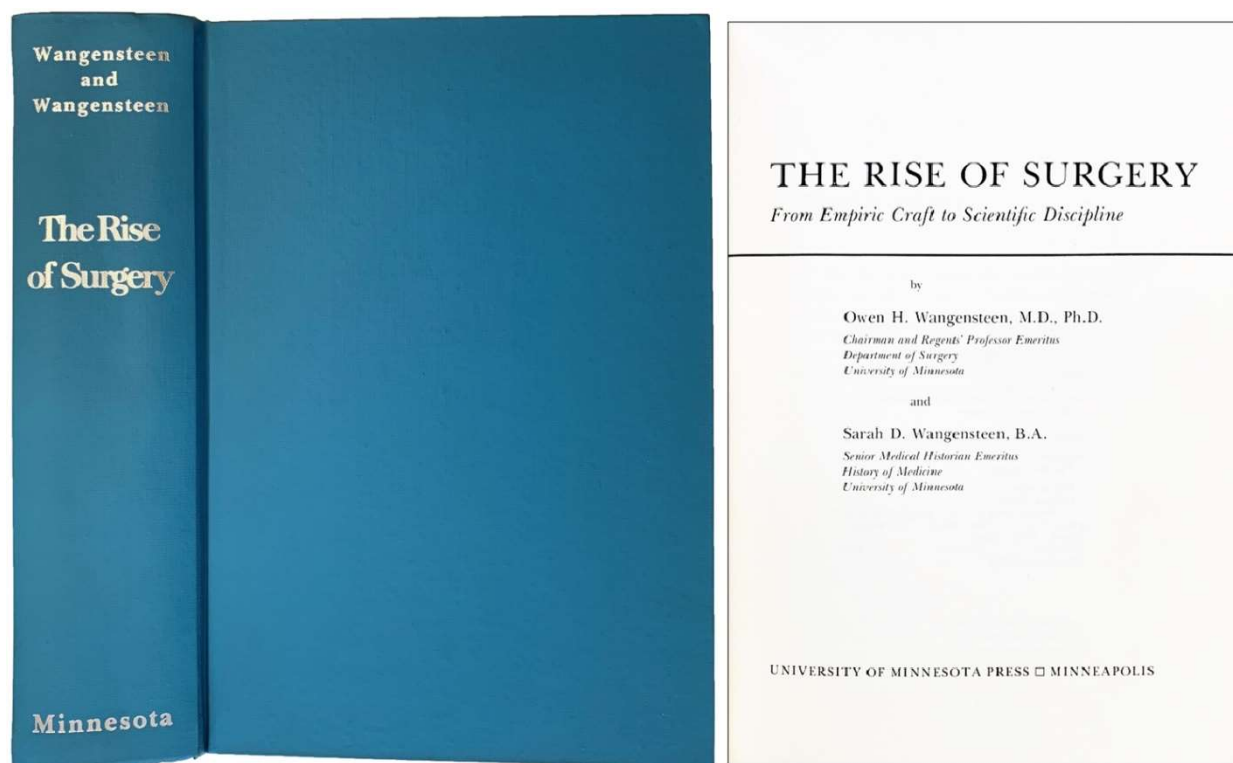 Wangensteen
and
Wangensteen
The Rise
of Surgery
Minnesota
THE RISE OF SURGERY
From Empiric Craft to Scientific Discipline
by
Owen H. Wangensteen, M.D., Ph.D.
Chairman and Regents' Professor Emeritus
Department of Surgery
University of Minnesota
and
Sarah D. Wangensteen, B.A.
Senior Medical Historian Emeritus
History of Medicine
University of Minnesota
UNIVERSITY OF MINNESOTA PRESS □ MINNEAPOLIS